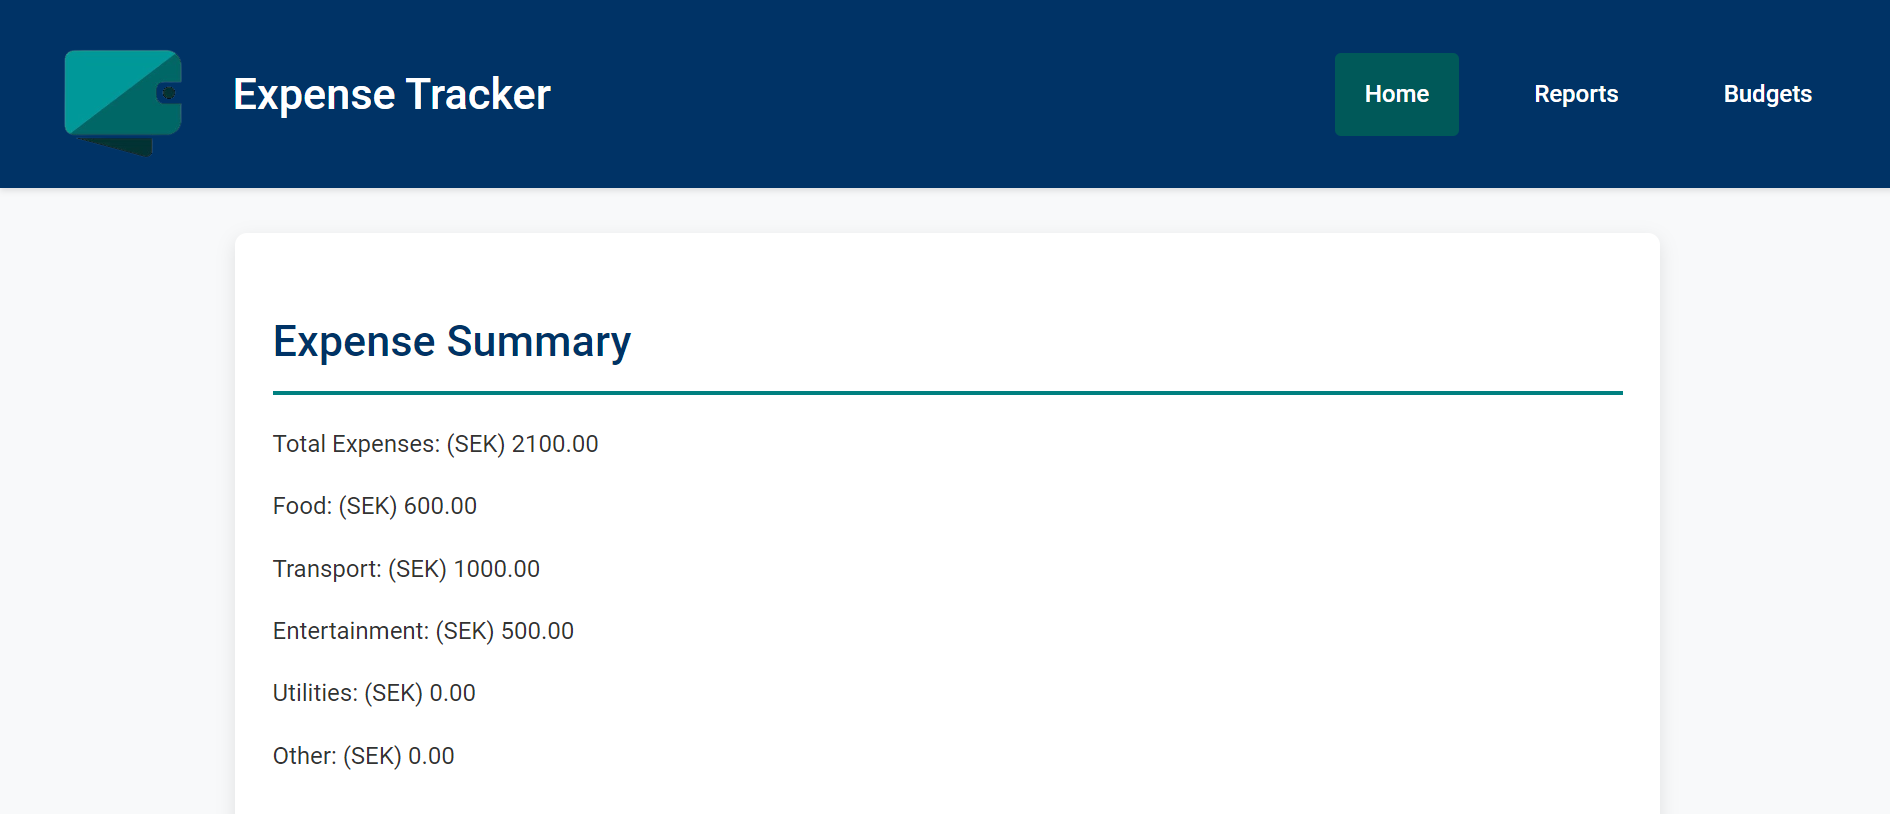 Expense Tracker
Home
Reports
Budgets
Expense Summary
Total Expenses: (SEK) 2100.00
Food: (SEK) 600.00
Transport: (SEK) 1000.00
Entertainment: (SEK) 500.00
Utilities: (SEK) 0.00
Other: (SEK) 0.00